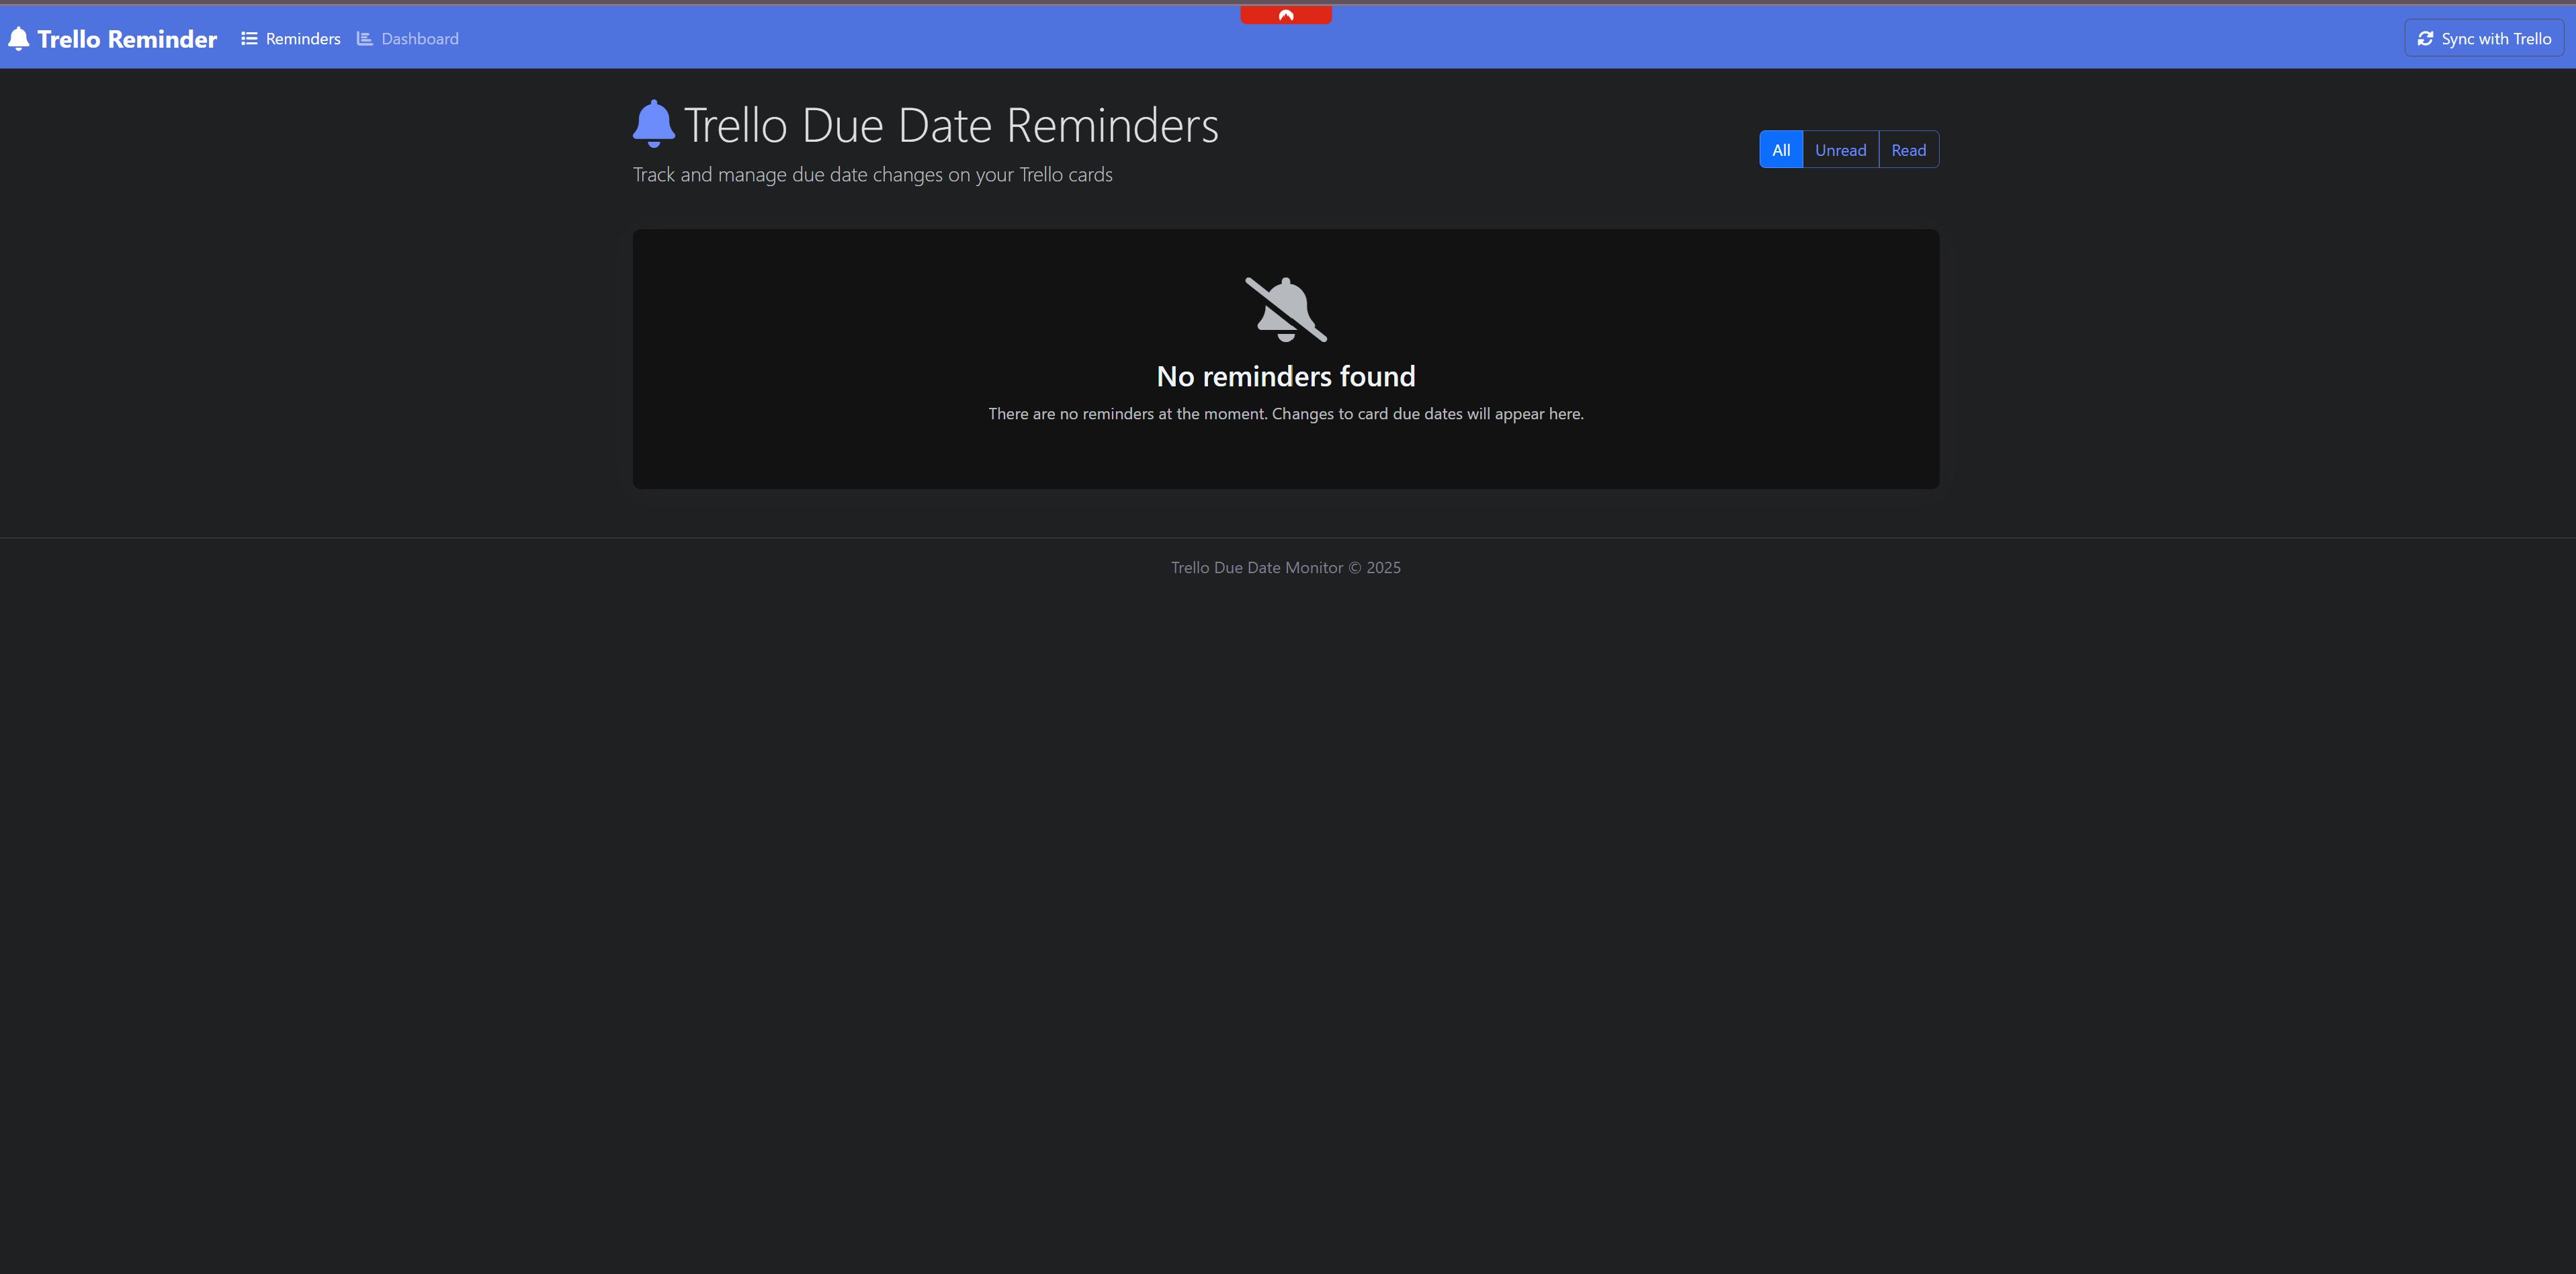 Trello Reminder
Reminders
Dashboard
Sync with Trello
Trello Due Date Reminders
Track and manage due date changes on your Trello cards
All
Unread
Read
No reminders found
There are no reminders at the moment. Changes to card due dates will appear here.
Trello Due Date Monitor © 2025